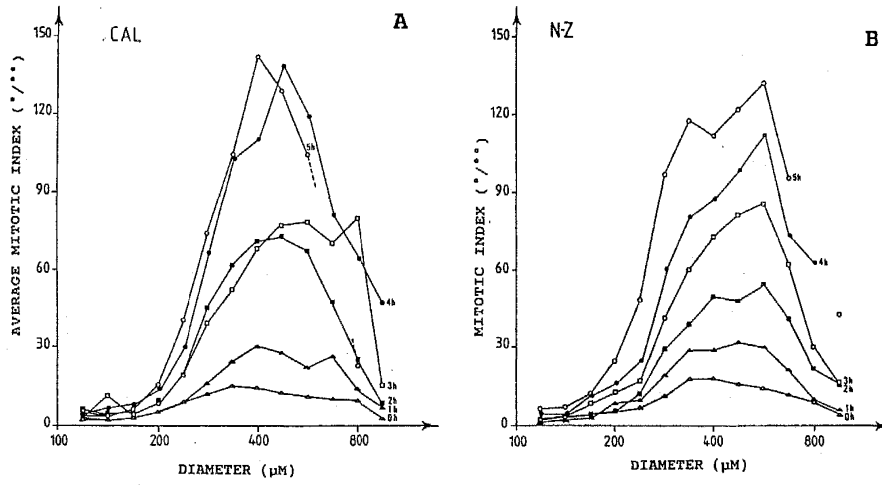 CAL
A
AVERAGE MITOTIC INDEX (°/°°)
150
120
90
60
30
0
100
200
400
800
DIAMETER (µM)
5h
4h
3h
2h
1h
0h
N-Z
B
MITOTIC INDEX (°/°°)
150
120
90
60
30
0
100
200
400
800
DIAMETER (µM)
5h
4h
3h
2h
1h
0h